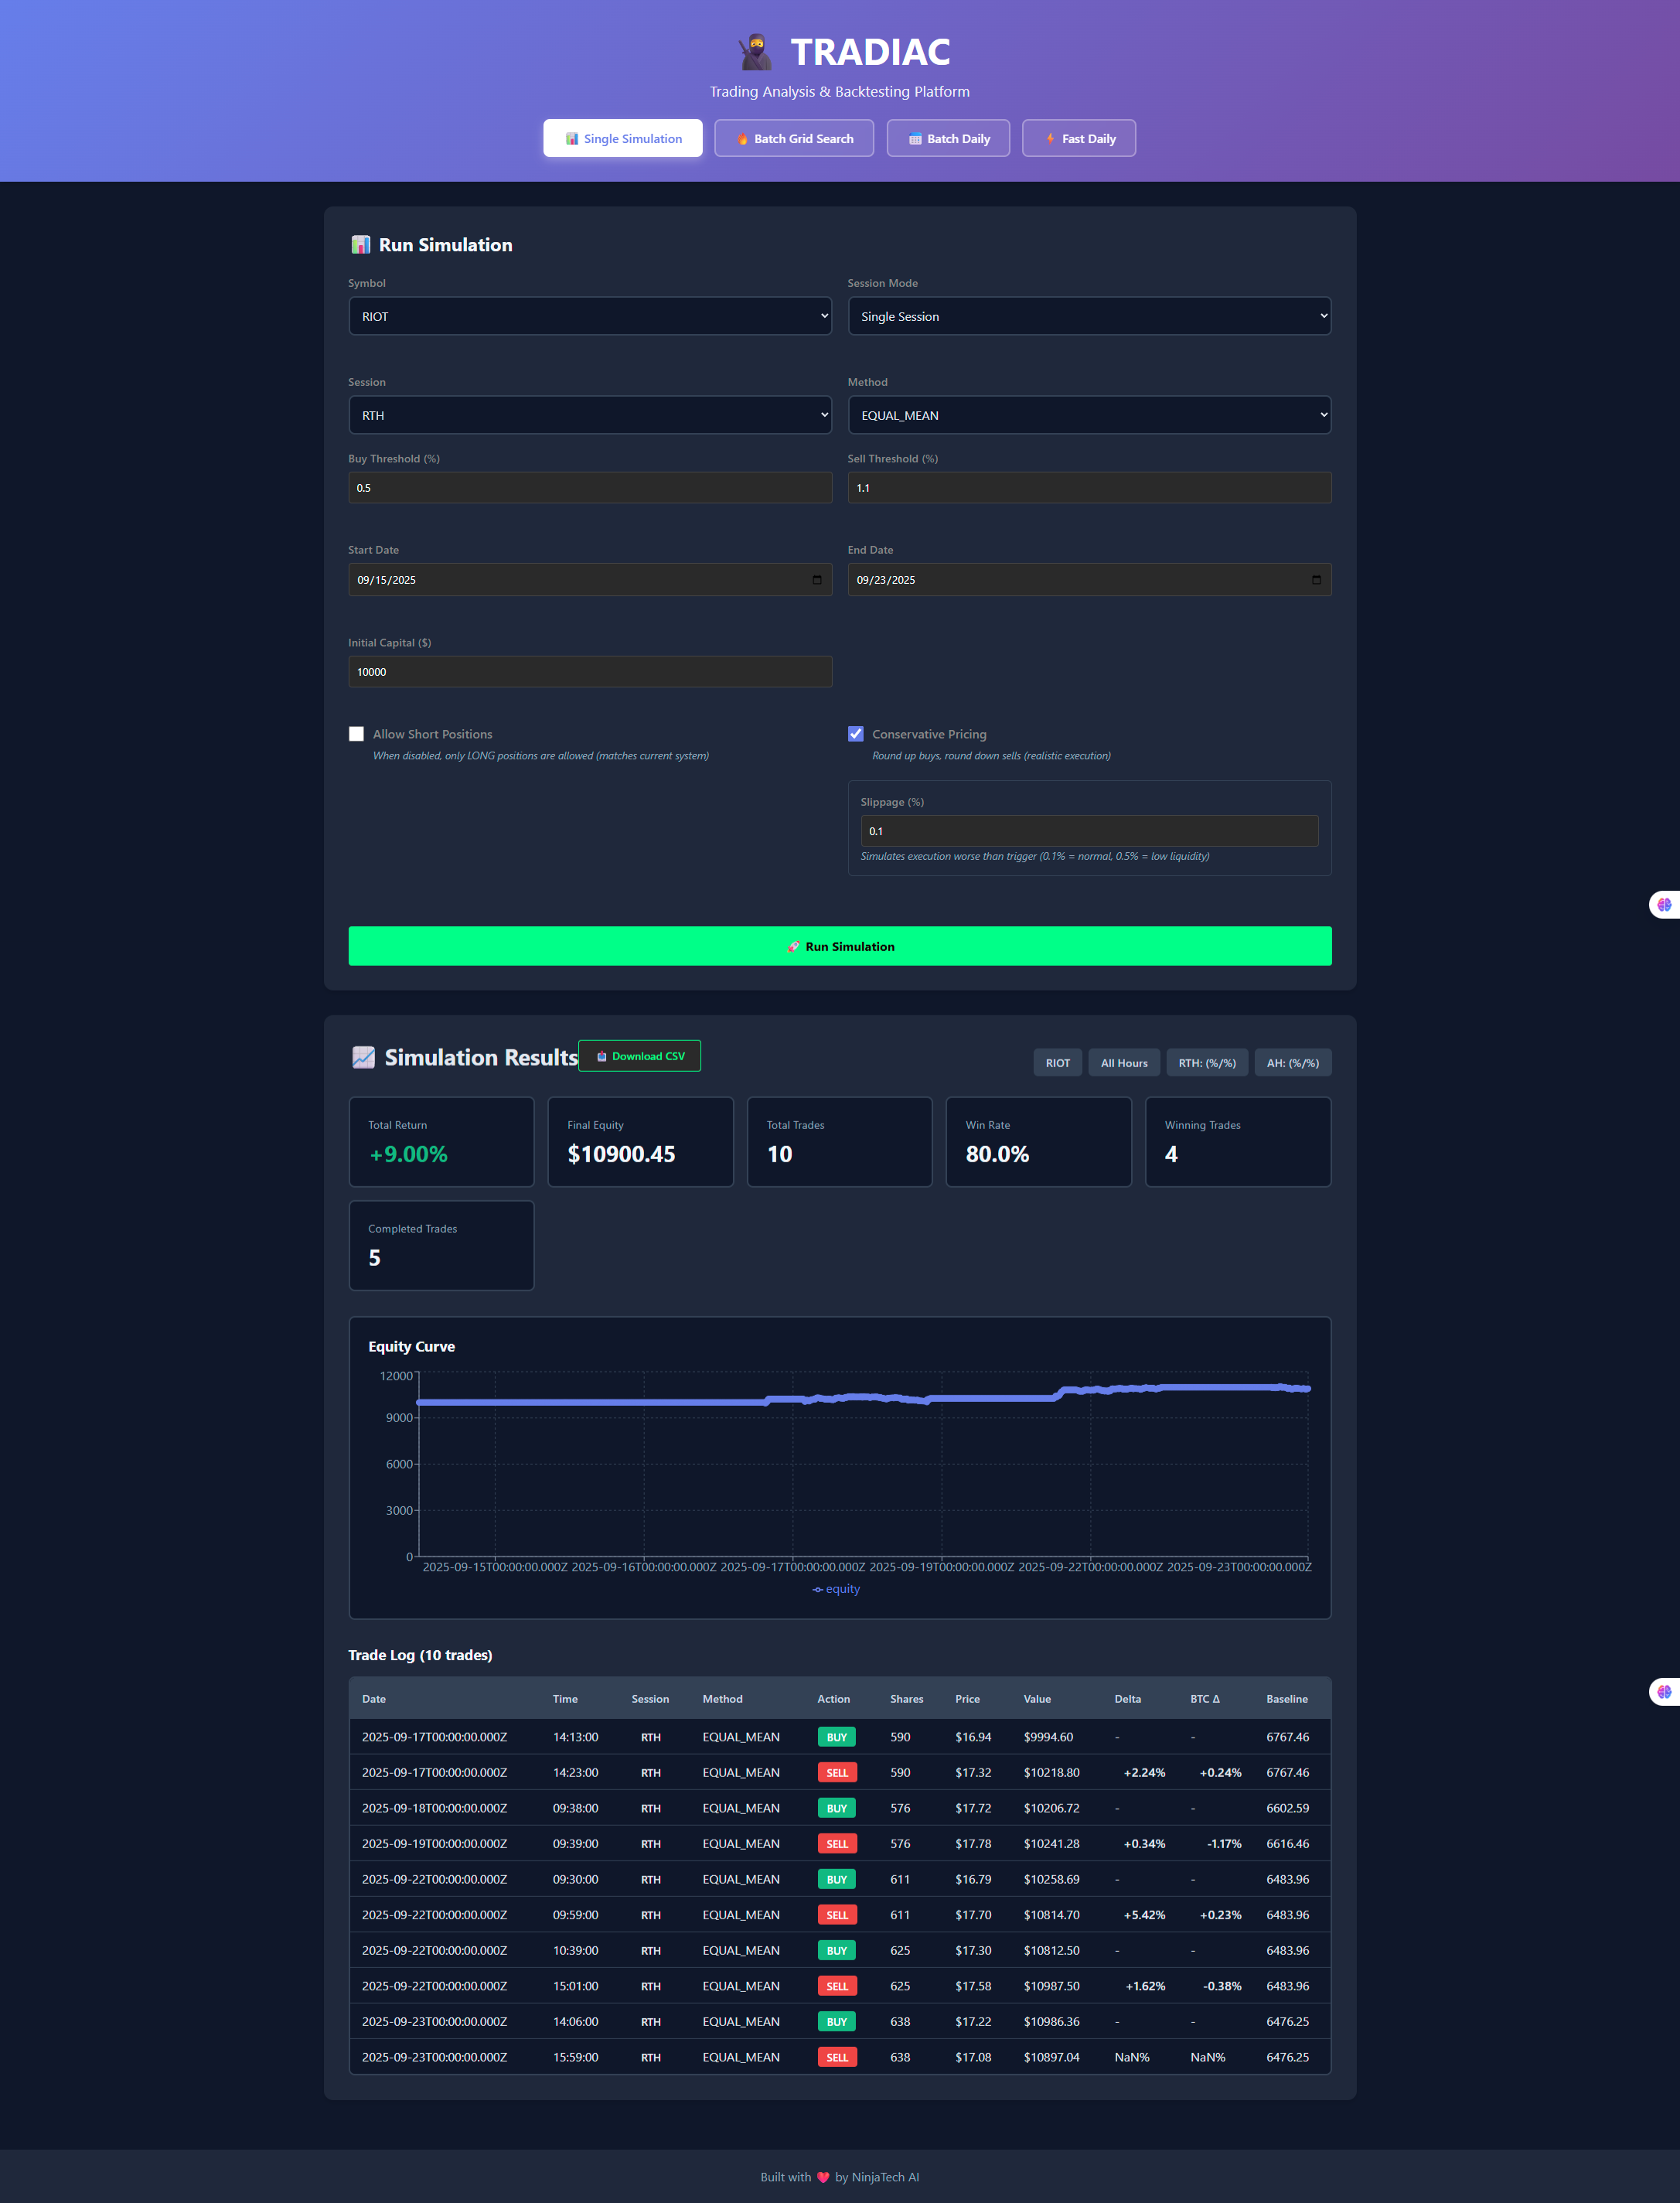 TRADIAC
Trading Analysis & Backtesting Platform
Single Simulation Batch Grid Search Batch Daily Fast Daily
Run Simulation
Symbol Session Mode
RIOT Single Session
Session Method
RTH EQUAL_MEAN
Buy Threshold (%) Sell Threshold (%)
0.5 1.1
Start Date End Date
09/15/2025 09/23/2025
Initial Capital ($)
10000
Allow Short Positions Conservative Pricing
When disabled, only LONG positions are allowed (matches current system) Round up buys, round down sells (realistic execution)
Slippage (%)
0.1
Simulates execution worse than trigger (0.1% = normal, 0.5% = low liquidity)
Run Simulation
Simulation Results Download CSV RIOT All Hours RTH: (%/%) AH: (%/%)
Total Return Final Equity Total Trades Win Rate Winning Trades
+9.00% $10900.45 10 80.0% 4
Completed Trades
5
Equity Curve
12000
9000
6000
3000
0
2025-09-15T00:00:00.000Z 2025-09-16T00:00:00.000Z 2025-09-17T00:00:00.000Z 2025-09-19T00:00:00.000Z 2025-09-22T00:00:00.000Z 2025-09-23T00:00:00.000Z
equity
Trade Log (10 trades)
Date Time Session Method Action Shares Price Value Delta BTC Δ Baseline
2025-09-17T00:00:00.000Z 14:13:00 RTH EQUAL_MEAN BUY 590 $16.94 $9994.60 - - 6767.46
2025-09-17T00:00:00.000Z 14:23:00 RTH EQUAL_MEAN SELL 590 $17.32 $10218.80 +2.24% +0.24% 6767.46
2025-09-18T00:00:00.000Z 09:38:00 RTH EQUAL_MEAN BUY 576 $17.72 $10206.72 - - 6602.59
2025-09-19T00:00:00.000Z 09:39:00 RTH EQUAL_MEAN SELL 576 $17.78 $10241.28 +0.34% -1.17% 6616.46
2025-09-22T00:00:00.000Z 09:30:00 RTH EQUAL_MEAN BUY 611 $16.79 $10258.69 - - 6483.96
2025-09-22T00:00:00.000Z 09:59:00 RTH EQUAL_MEAN SELL 611 $17.70 $10814.70 +5.42% +0.23% 6483.96
2025-09-22T00:00:00.000Z 10:39:00 RTH EQUAL_MEAN BUY 625 $17.30 $10812.50 - - 6483.96
2025-09-22T00:00:00.000Z 15:01:00 RTH EQUAL_MEAN SELL 625 $17.58 $10987.50 +1.62% -0.38% 6483.96
2025-09-23T00:00:00.000Z 14:06:00 RTH EQUAL_MEAN BUY 638 $17.22 $10986.36 - - 6476.25
2025-09-23T00:00:00.000Z 15:59:00 RTH EQUAL_MEAN SELL 638 $17.08 $10897.04 NaN% NaN% 6476.25
Built with ❤️ by NinjaTech AI